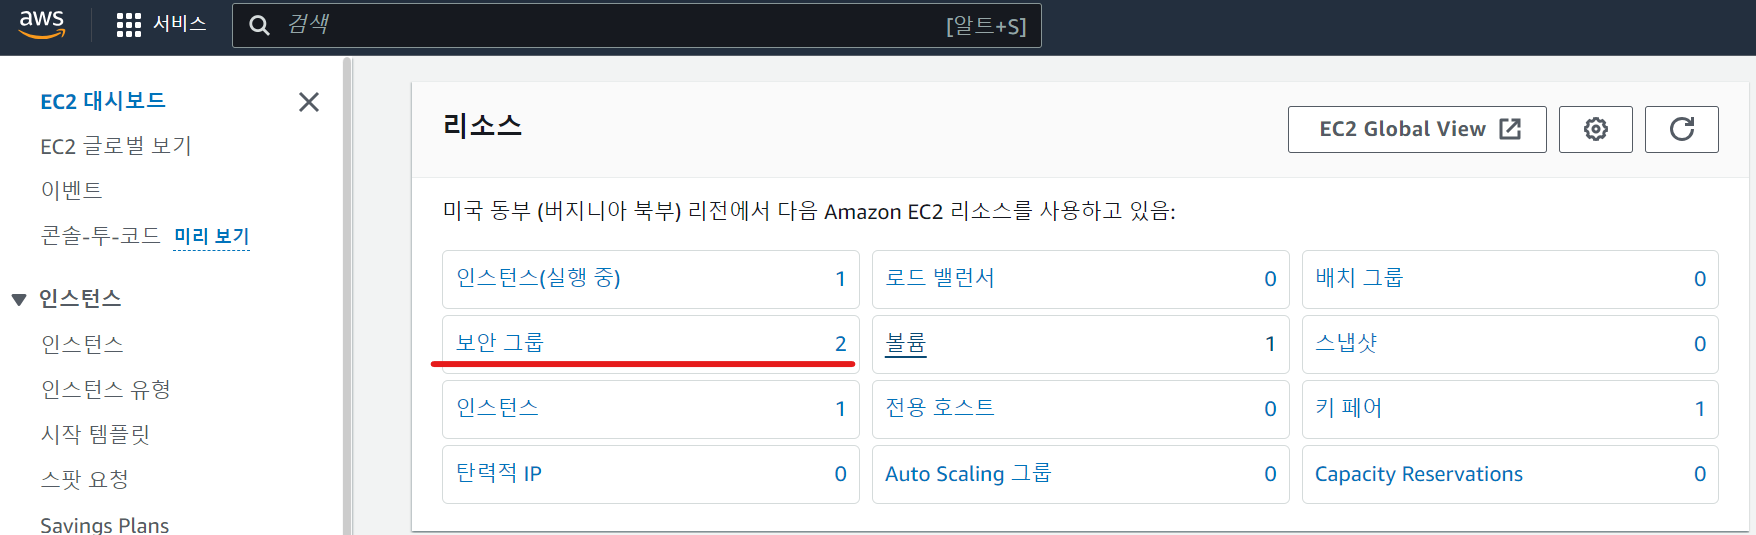 aws
서비스
검색
[알트+S]
EC2 대시보드
EC2 글로벌 보기
이벤트
콘솔-투-코드 미리 보기
인스턴스
인스턴스
인스턴스 유형
시작 템플릿
스팟 요청
Savings Plans
리소스
EC2 Global View
미국 동부 (버지니아 북부) 리전에서 다음 Amazon EC2 리소스를 사용하고 있음:
인스턴스(실행 중) 1
로드 밸런서 0
배치 그룹 0
보안 그룹 2
볼륨 1
스냅샷 0
인스턴스 1
전용 호스트 0
키 페어 1
탄력적 IP 0
Auto Scaling 그룹 0
Capacity Reservations 0